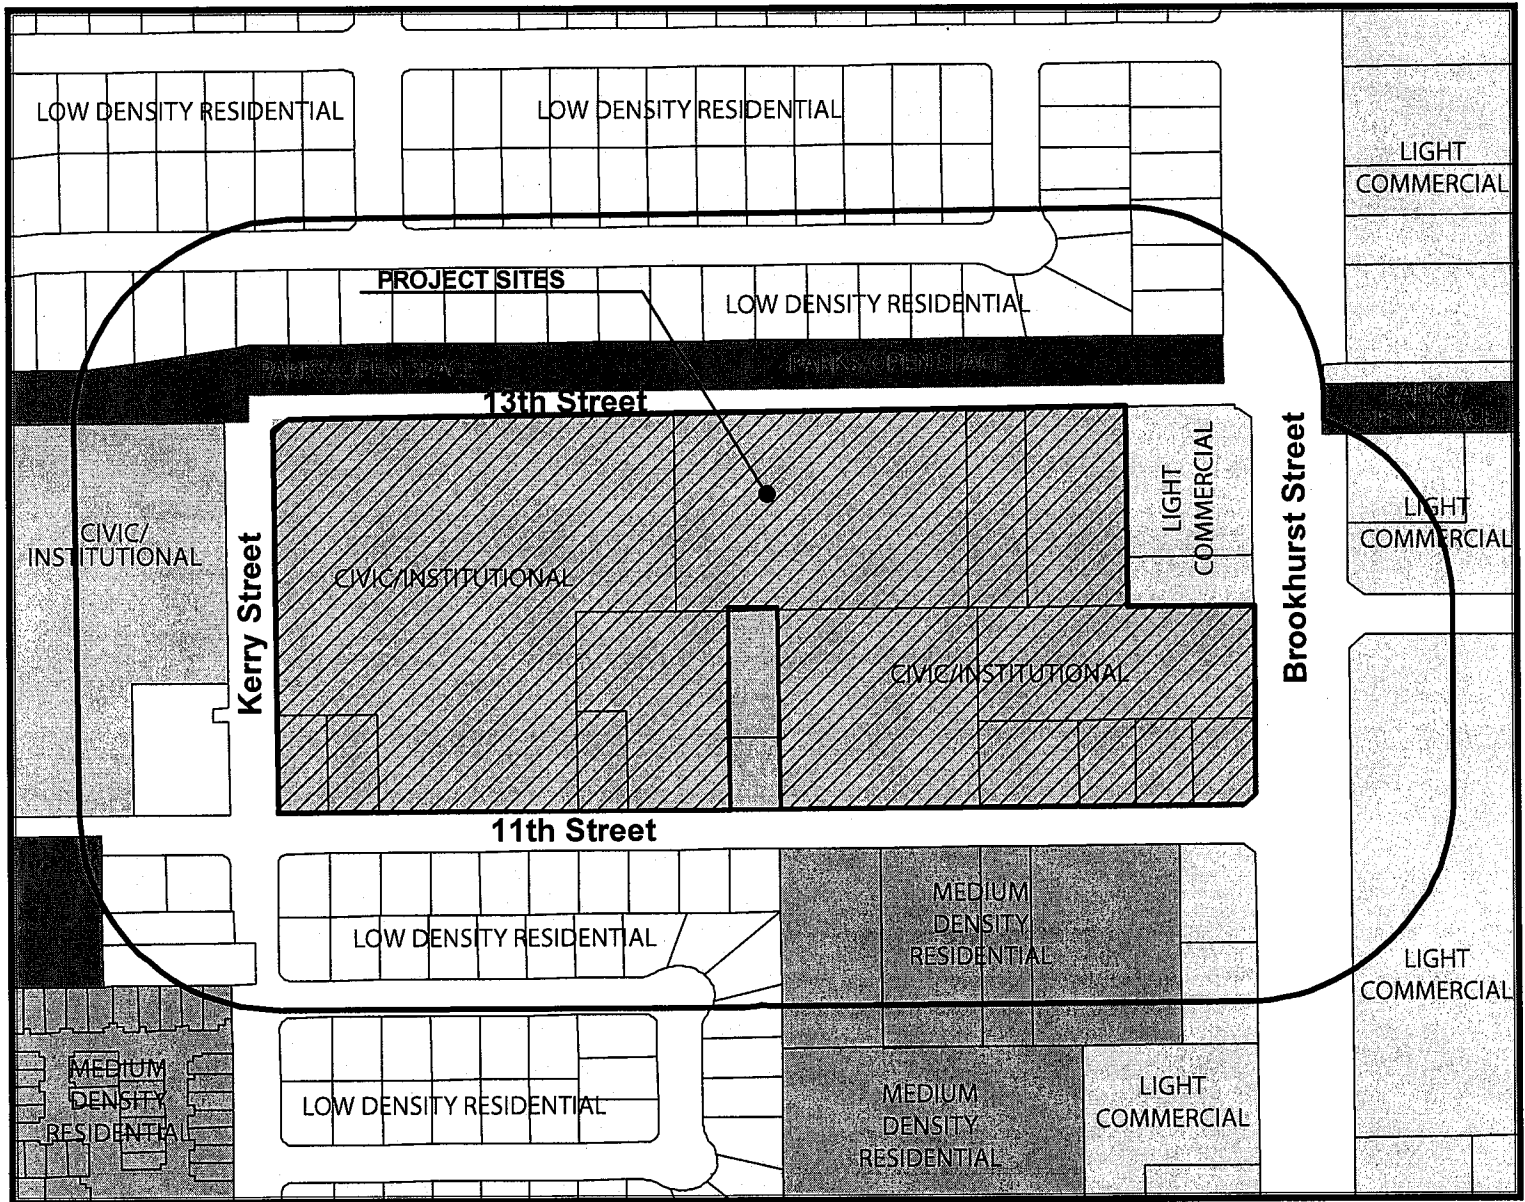 LOW DENSITY RESIDENTIAL
LOW DENSITY RESIDENTIAL
LIGHT
COMMERCIAL
PROJECT SITES
LOW DENSITY RESIDENTIAL
PARKS/OPEN SPACE
PARKS/OPEN SPACE
13th Street
LIGHT
COMMERCIAL
Brookhurst Street
LIGHT
COMMERCIAL
CIVIC/
INSTITUTIONAL
Kerry Street
CIVIC/INSTITUTIONAL
CIVIC/INSTITUTIONAL
11th Street
MEDIUM
DENSITY
RESIDENTIAL
LOW DENSITY RESIDENTIAL
LIGHT
COMMERCIAL
MEDIUM
DENSITY
RESIDENTIAL
LOW DENSITY RESIDENTIAL
MEDIUM
DENSITY
RESIDENTIAL
LIGHT
COMMERCIAL